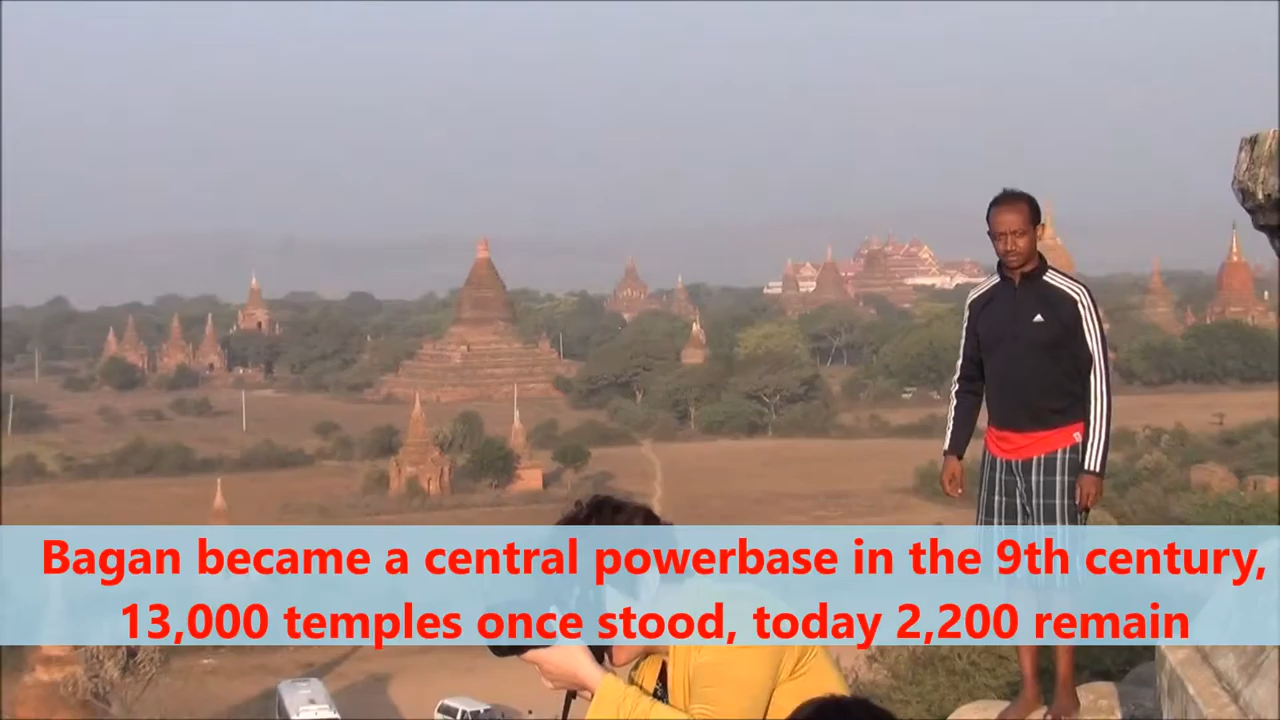 Bagan became a central powerbase in the 9th century,
13,000 temples once stood, today 2,200 remain